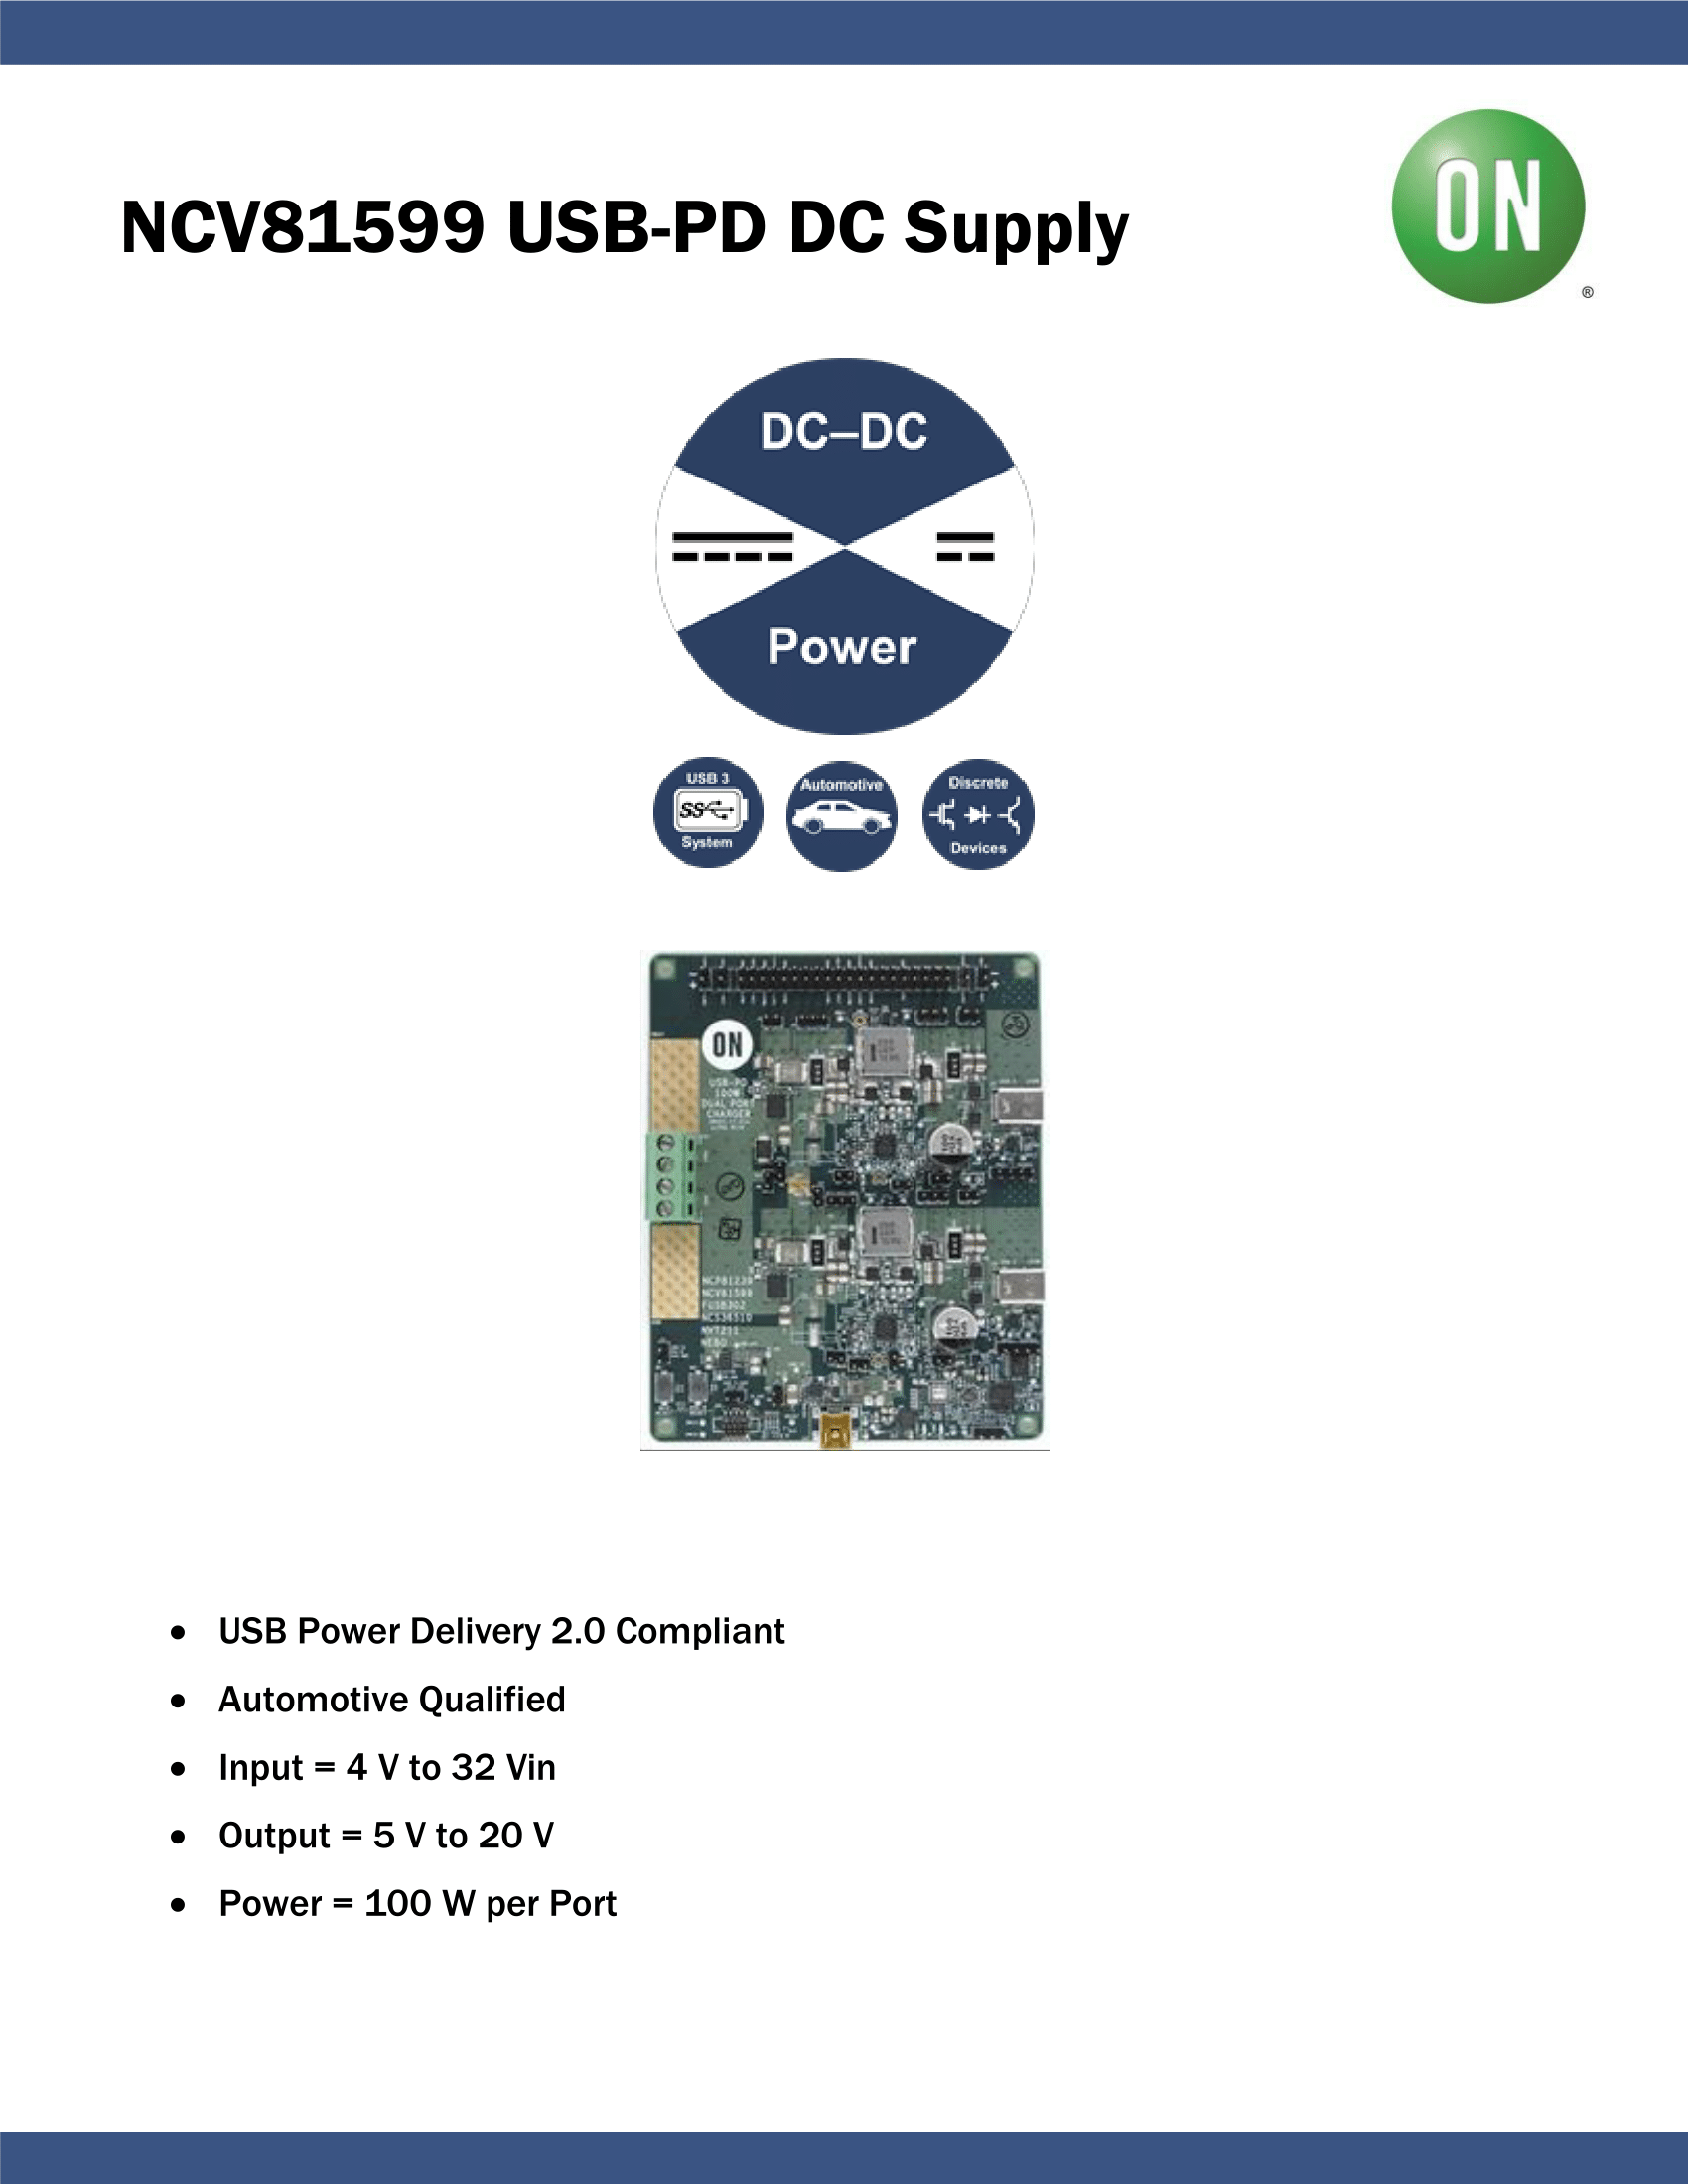 NCV81599 USB-PD DC Supply
ON
®
DC–DC
Power
USB 3
SS
System
Automotive
Discrete
Devices
ON
USB-PD
100W
DUAL PORT
CHARGER
NCP81239
NCV81599
FUSB302
NCS36510
• USB Power Delivery 2.0 Compliant
• Automotive Qualified
• Input = 4 V to 32 Vin
• Output = 5 V to 20 V
• Power = 100 W per Port